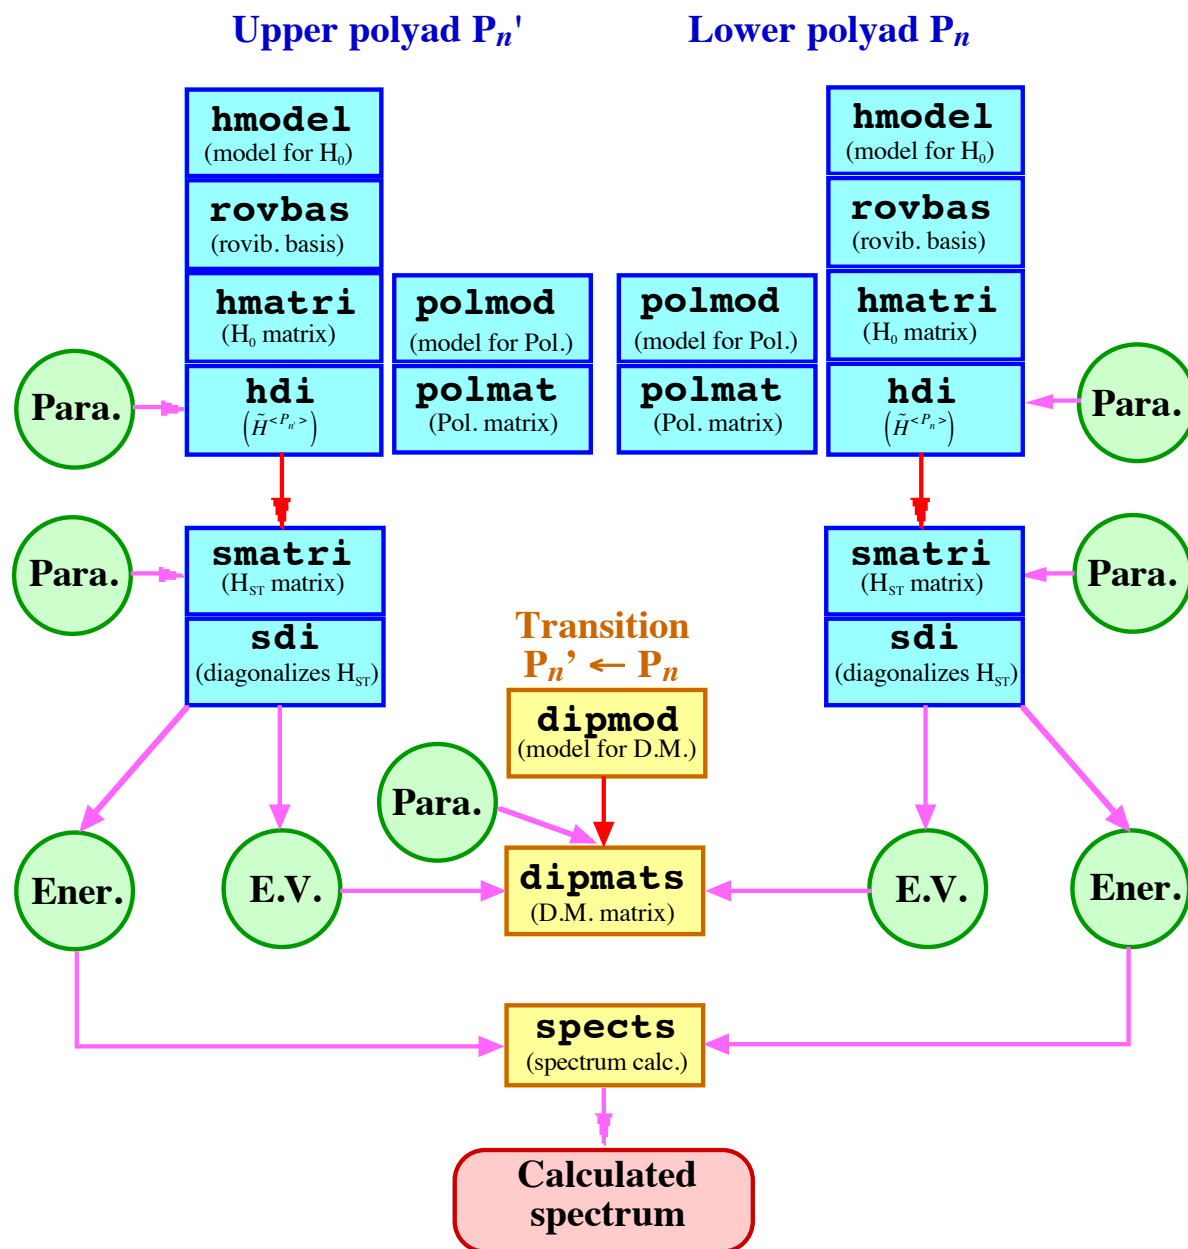 Upper polyad Pn'
Lower polyad Pn
hmodel
(model for H0)
rovbas
(rovib. basis)
hmatri
(H0 matrix)
hdi
(H̃<Pn'>)
polmod
(model for Pol.)
polmat
(Pol. matrix)
polmod
(model for Pol.)
polmat
(Pol. matrix)
hmodel
(model for H0)
rovbas
(rovib. basis)
hmatri
(H0 matrix)
hdi
(H̃<Pn>)
Para.
Para.
Para.
smatri
(HST matrix)
sdi
(diagonalizes HST)
smatri
(HST matrix)
sdi
(diagonalizes HST)
Para.
Transition
Pn’ ← Pn
dipmod
(model for D.M.)
Para.
Ener.
E.V.
dipmats
(D.M. matrix)
E.V.
Ener.
spects
(spectrum calc.)
Calculated
spectrum